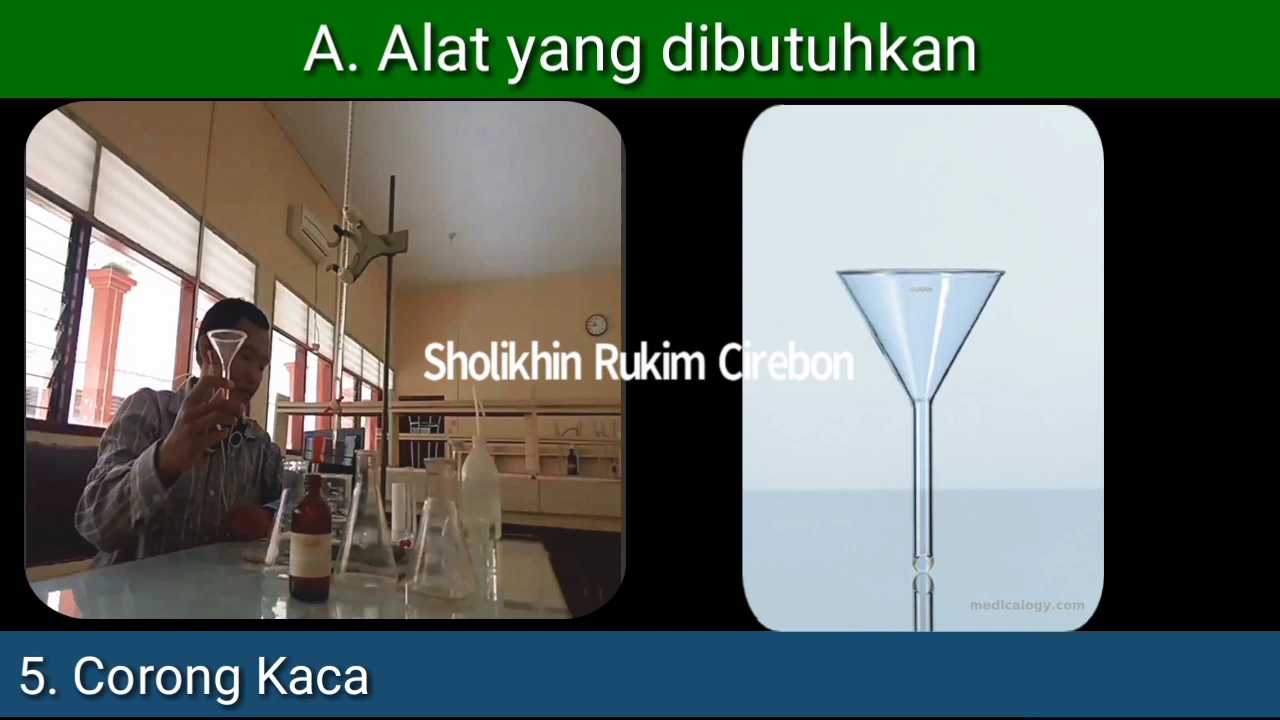 A. Alat yang dibutuhkan
Sholikhin Rukim Cirebon
medicalogy.com
5. Corong Kaca